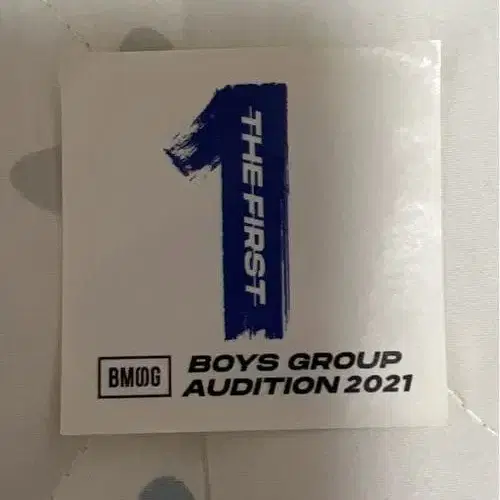 THE FIRST
BMSG
BOYS GROUP
AUDITION 2021